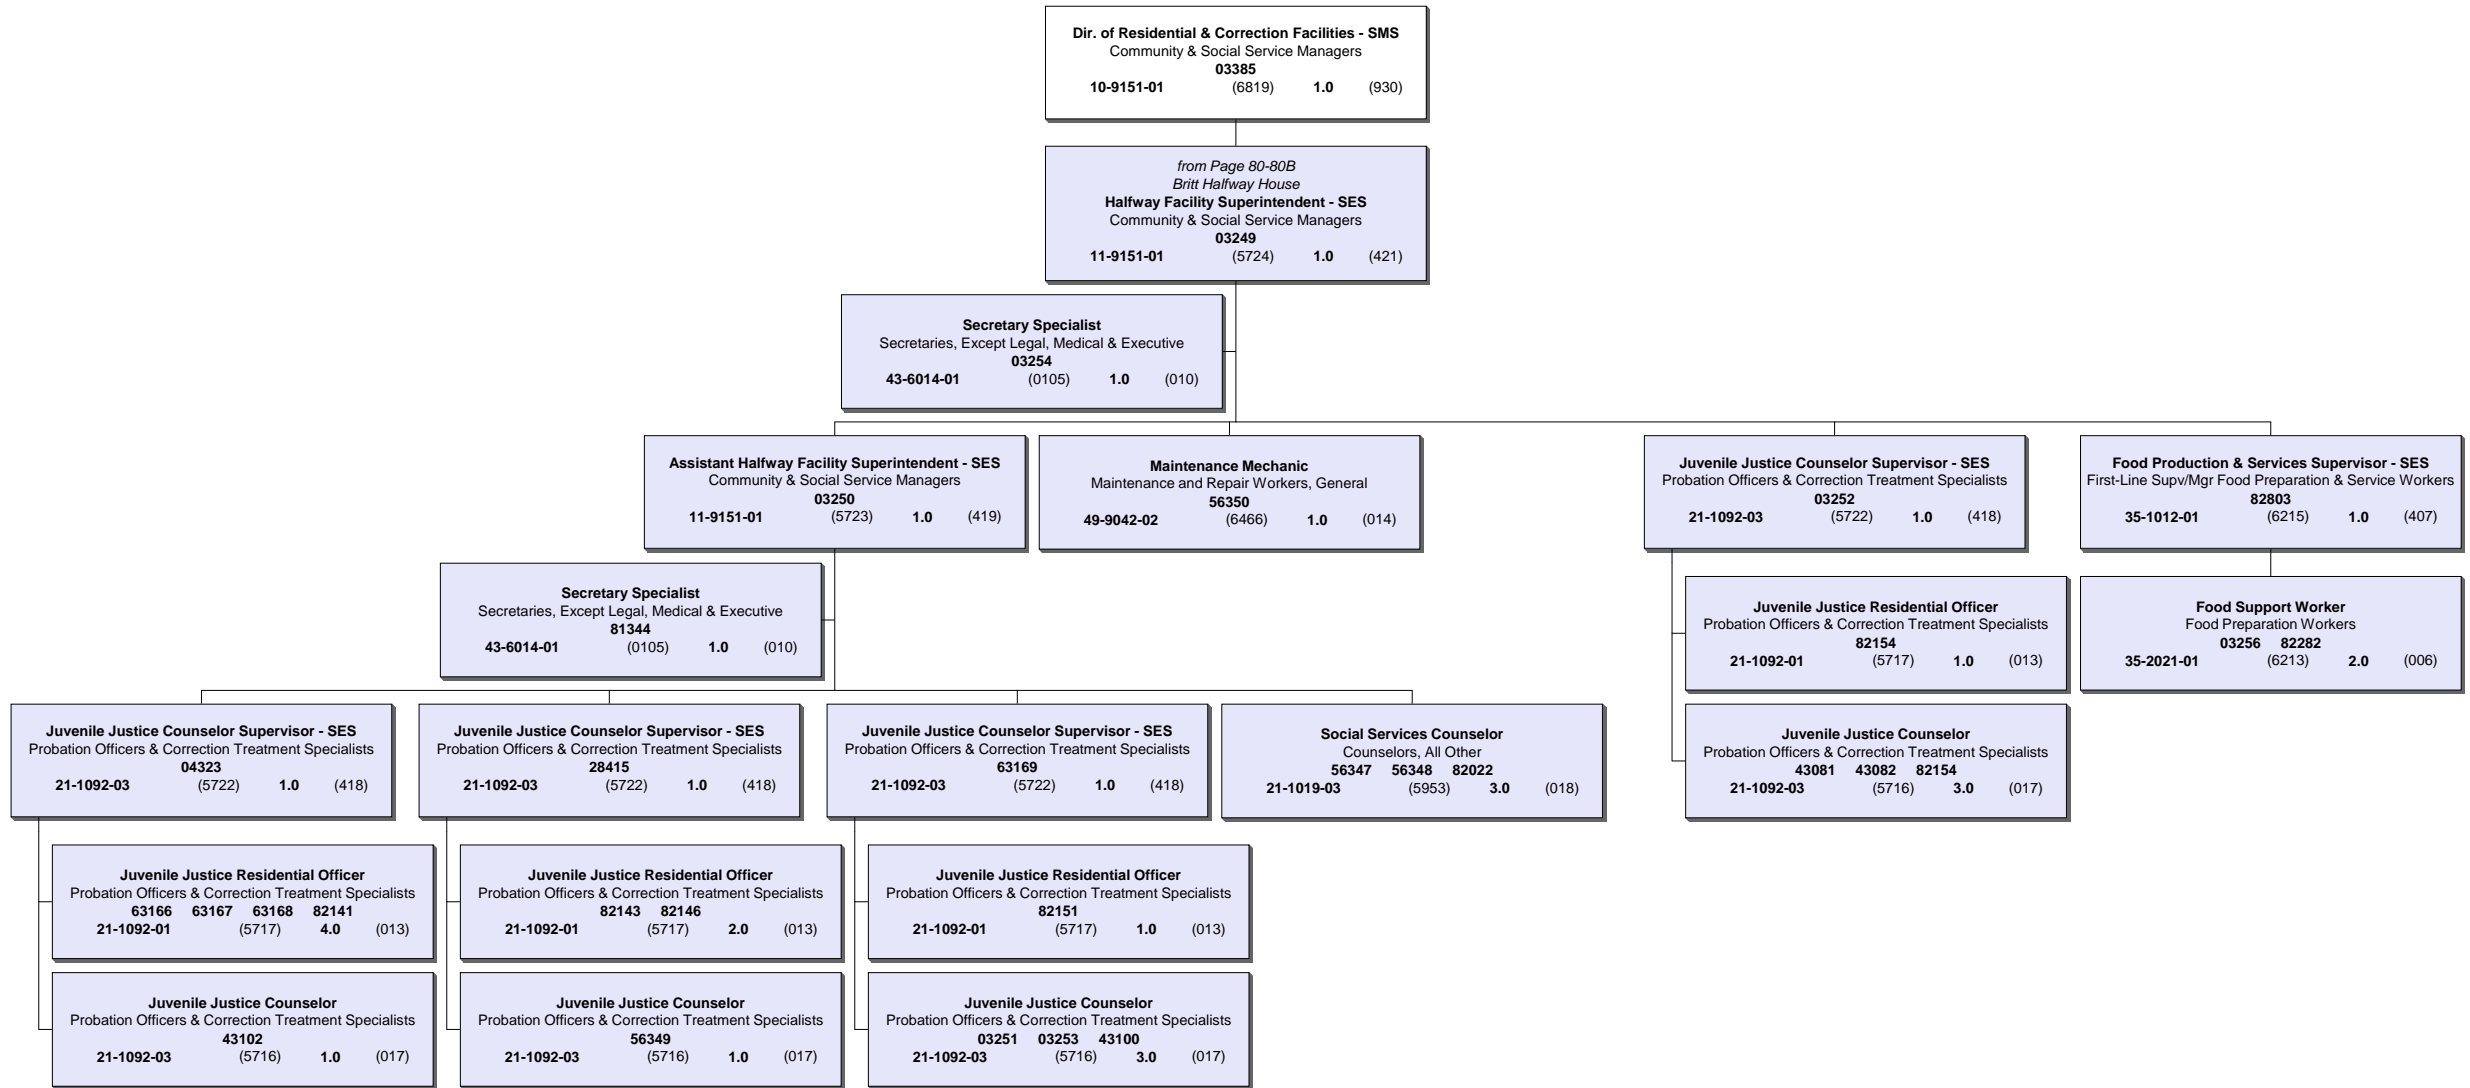 Dir. of Residential & Correction Facilities - SMS
Community & Social Service Managers
03385
10-9151-01 (6819) 1.0 (930)
from Page 80-80B
Britt Halfway House
Halfway Facility Superintendent - SES
Community & Social Service Managers
03249
11-9151-01 (5724) 1.0 (421)
Secretary Specialist
Secretaries, Except Legal, Medical & Executive
03254
43-6014-01 (0105) 1.0 (010)
Assistant Halfway Facility Superintendent - SES
Community & Social Service Managers
03250
11-9151-01 (5723) 1.0 (419)
Maintenance Mechanic
Maintenance and Repair Workers, General
56350
49-9042-02 (6466) 1.0 (014)
Juvenile Justice Counselor Supervisor - SES
Probation Officers & Correction Treatment Specialists
03252
21-1092-03 (5722) 1.0 (418)
Food Production & Services Supervisor - SES
First-Line Supv/Mgr Food Preparation & Service Workers
82803
35-1012-01 (6215) 1.0 (407)
Secretary Specialist
Secretaries, Except Legal, Medical & Executive
81344
43-6014-01 (0105) 1.0 (010)
Juvenile Justice Residential Officer
Probation Officers & Correction Treatment Specialists
82154
21-1092-01 (5717) 1.0 (013)
Food Support Worker
Food Preparation Workers
03256 82282
35-2021-01 (6213) 2.0 (006)
Juvenile Justice Counselor Supervisor - SES
Probation Officers & Correction Treatment Specialists
04323
21-1092-03 (5722) 1.0 (418)
Juvenile Justice Counselor Supervisor - SES
Probation Officers & Correction Treatment Specialists
28415
21-1092-03 (5722) 1.0 (418)
Juvenile Justice Counselor Supervisor - SES
Probation Officers & Correction Treatment Specialists
63169
21-1092-03 (5722) 1.0 (418)
Social Services Counselor
Counselors, All Other
56347 56348 82022
21-1019-03 (5953) 3.0 (018)
Juvenile Justice Counselor
Probation Officers & Correction Treatment Specialists
43081 43082 82154
21-1092-03 (5716) 3.0 (017)
Juvenile Justice Residential Officer
Probation Officers & Correction Treatment Specialists
63166 63167 63168 82141
21-1092-01 (5717) 4.0 (013)
Juvenile Justice Residential Officer
Probation Officers & Correction Treatment Specialists
82143 82146
21-1092-01 (5717) 2.0 (013)
Juvenile Justice Residential Officer
Probation Officers & Correction Treatment Specialists
82151
21-1092-01 (5717) 1.0 (013)
Juvenile Justice Counselor
Probation Officers & Correction Treatment Specialists
43102
21-1092-03 (5716) 1.0 (017)
Juvenile Justice Counselor
Probation Officers & Correction Treatment Specialists
56349
21-1092-03 (5716) 1.0 (017)
Juvenile Justice Counselor
Probation Officers & Correction Treatment Specialists
03251 03253 43100
21-1092-03 (5716) 3.0 (017)